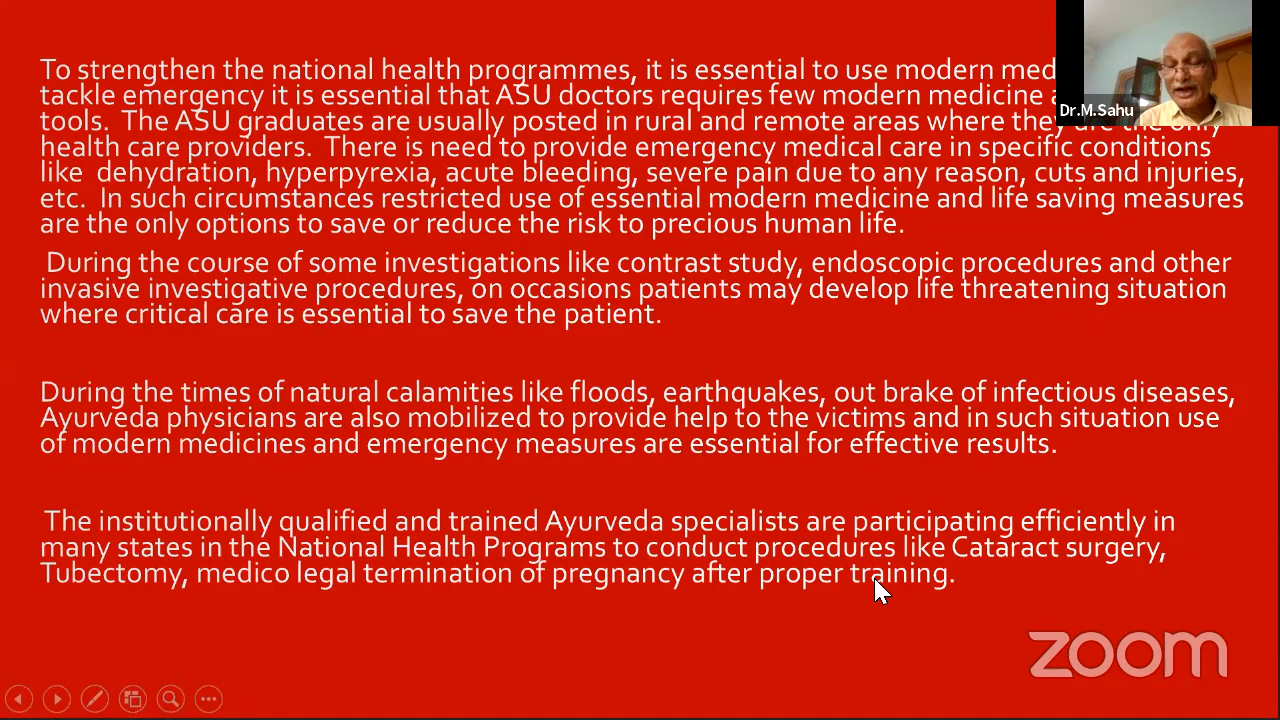 To strengthen the national health programmes, it is essential to use modern med
tackle emergency it is essential that ASU doctors requires few modern medicine a
Dr.M.Sahu
tools. The ASU graduates are usually posted in rural and remote areas where they are the only
health care providers. There is need to provide emergency medical care in specific conditions
like dehydration, hyperpyrexia, acute bleeding, severe pain due to any reason, cuts and injuries,
etc. In such circumstances restricted use of essential modern medicine and life saving measures
are the only options to save or reduce the risk to precious human life.
During the course of some investigations like contrast study, endoscopic procedures and other
invasive investigative procedures, on occasions patients may develop life threatening situation
where critical care is essential to save the patient.
During the times of natural calamities like floods, earthquakes, out brake of infectious diseases,
Ayurveda physicians are also mobilized to provide help to the victims and in such situation use
of modern medicines and emergency measures are essential for effective results.
The institutionally qualified and trained Ayurveda specialists are participating efficiently in
many states in the National Health Programs to conduct procedures like Cataract surgery,
Tubectomy, medico legal termination of pregnancy after proper training.
zoom